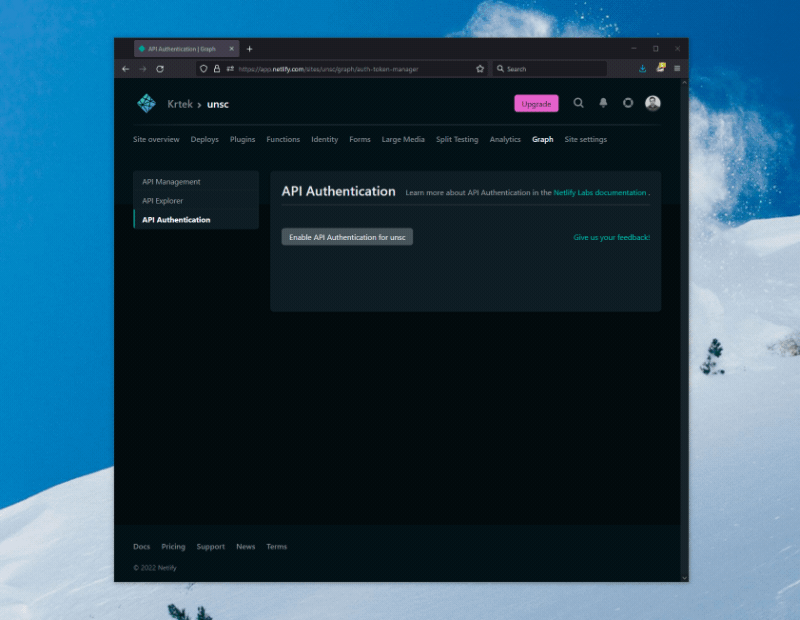 API Authentication | Graph
https://app.netlify.com/sites/unsc/graph/auth-token-manager
Search
Krtek > unsc
Upgrade
Site overview Deploys Plugins Functions Identity Forms Large Media Split Testing Analytics Graph Site settings
API Management
API Explorer
API Authentication
API Authentication Learn more about API Authentication in the Netlify Labs documentation .
Enable API Authentication for unsc
Give us your feedback!
Docs Pricing Support News Terms
© 2022 Netlify